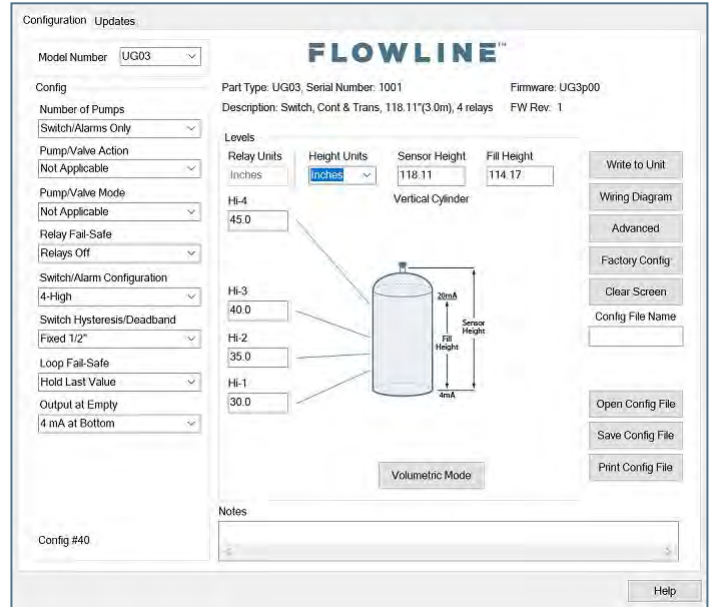 Configuration Updates
Model Number UG03
FLOWLINE™
Config
Part Type: UG03, Serial Number: 1001 Firmware: UG3p00
Description: Switch, Cont & Trans, 118.11"(3.0m), 4 relays FW Rev: 1
Number of Pumps
Switch/Alarms Only
Pump/Valve Action
Not Applicable
Pump/Valve Mode
Not Applicable
Relay Fail-Safe
Relays Off
Switch/Alarm Configuration
4-High
Switch Hysteresis/Deadband
Fixed 1/2"
Loop Fail-Safe
Hold Last Value
Output at Empty
4 mA at Bottom
Config #40
Levels
Relay Units Height Units Sensor Height Fill Height
Inches Inches 118.11 114.17
Vertical Cylinder
Hi-4
45.0
Hi-3
40.0
Hi-2
35.0
Hi-1
30.0
20mA
Fill
Height
Sensor
Height
4mA
Volumetric Mode
Write to Unit
Wiring Diagram
Advanced
Factory Config
Clear Screen
Config File Name
Open Config File
Save Config File
Print Config File
Notes
Help